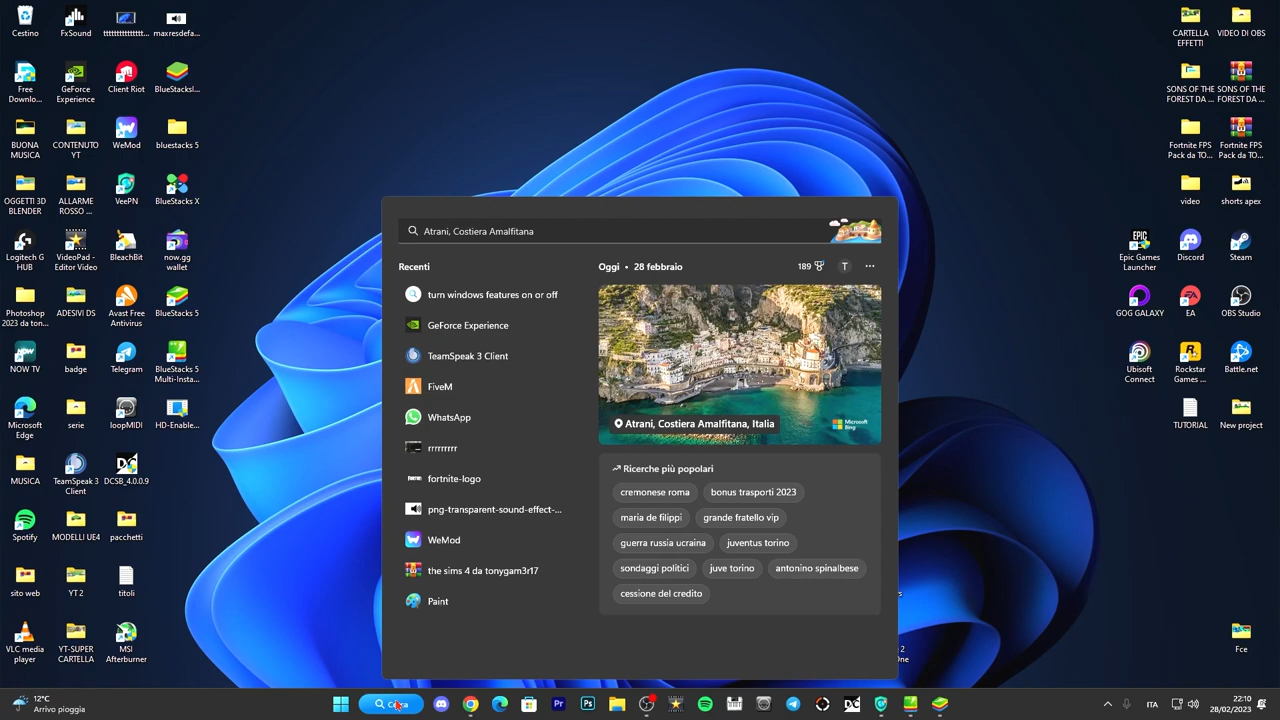 Cestino
FxSound
tttttttttttttt...
maxresdefa...
Free
Downlo...
GeForce
Experience
Client Riot
BlueStacksI...
BUONA
MUSICA
CONTENUTO
YT
WeMod
bluestacks 5
OGGETTI 3D
BLENDER
ALLARME
ROSSO ...
VeePN
BlueStacks X
Logitech G
HUB
VideoPad -
Editor Video
BleachBit
now.gg
wallet
Photoshop
2023 da ton...
ADESIVI DS
Avast Free
Antivirus
BlueStacks 5
NOW TV
badge
Telegram
BlueStacks 5
Multi-Insta...
Microsoft
Edge
serie
loopMIDI
HD-Enable...
MUSICA
TeamSpeak 3
Client
DCSB_4.0.0.9
Spotify
MODELLI UE4
pacchetti
sito web
YT 2
titoli
VLC media
player
YT-SUPER
CARTELLA
MSI
Afterburner
Atrani, Costiera Amalfitana
Recenti
turn windows features on or off
GeForce Experience
TeamSpeak 3 Client
FiveM
WhatsApp
rrrrrrrrr
fortnite-logo
png-transparent-sound-effect-...
WeMod
the sims 4 da tonygam3r17
Paint
Oggi • 28 febbraio
189
T
Atrani, Costiera Amalfitana, Italia
Microsoft
Bing
Ricerche più popolari
cremonese roma
bonus trasporti 2023
maria de filippi
grande fratello vip
guerra russia ucraina
juventus torino
sondaggi politici
juve torino
antonino spinalbese
cessione del credito
CARTELLA
EFFETTI
VIDEO DI OBS
SONS OF THE
FOREST DA ...
SONS OF THE
FOREST DA ...
Fortnite FPS
Pack da TO...
Fortnite FPS
Pack da TO...
video
shorts apex
Epic Games
Launcher
Discord
Steam
GOG GALAXY
EA
OBS Studio
Ubisoft
Connect
Rockstar
Games ...
Battle.net
TUTORIAL
New project
Fce
12°C
Arrivo pioggia
ITA
22:10
28/02/2023